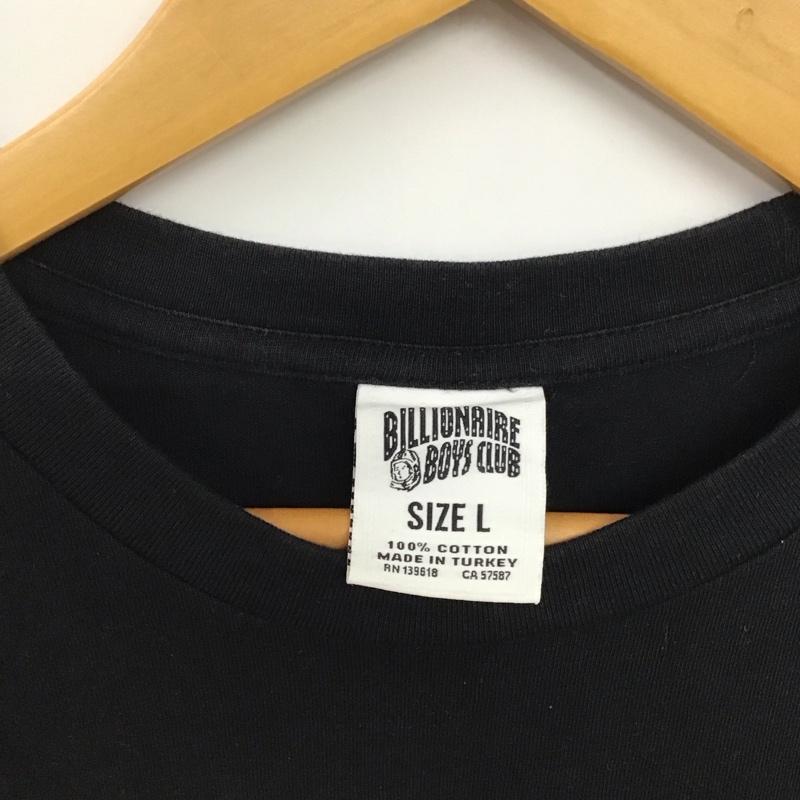 BILLIONAIRE
BOYS CLUB
SIZE L
100% COTTON
MADE IN TURKEY
RN 139618 CA 57587